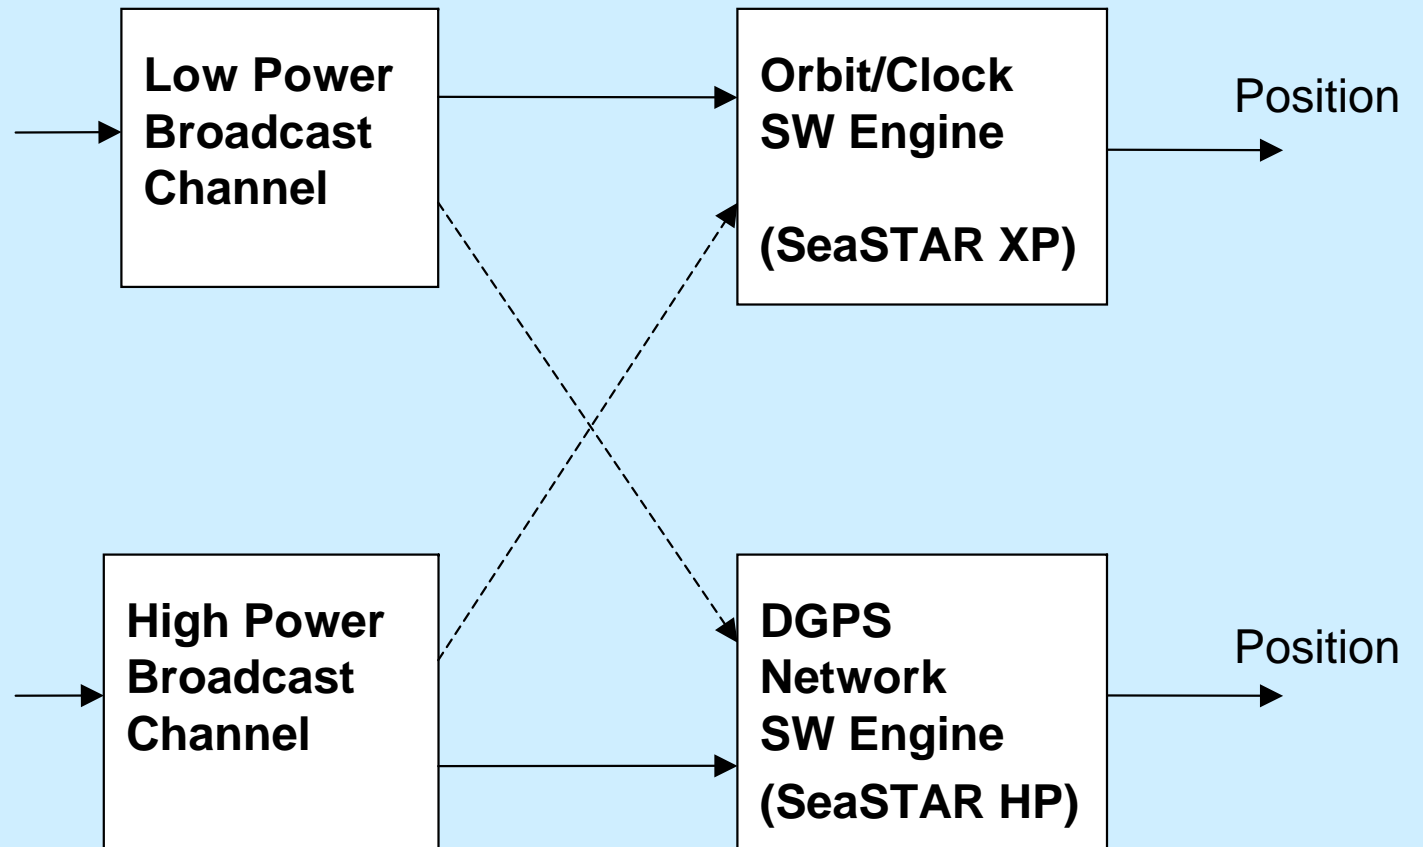 Low Power
Broadcast
Channel
Orbit/Clock
SW Engine
(SeaSTAR XP)
Position
High Power
Broadcast
Channel
DGPS
Network
SW Engine
(SeaSTAR HP)
Position